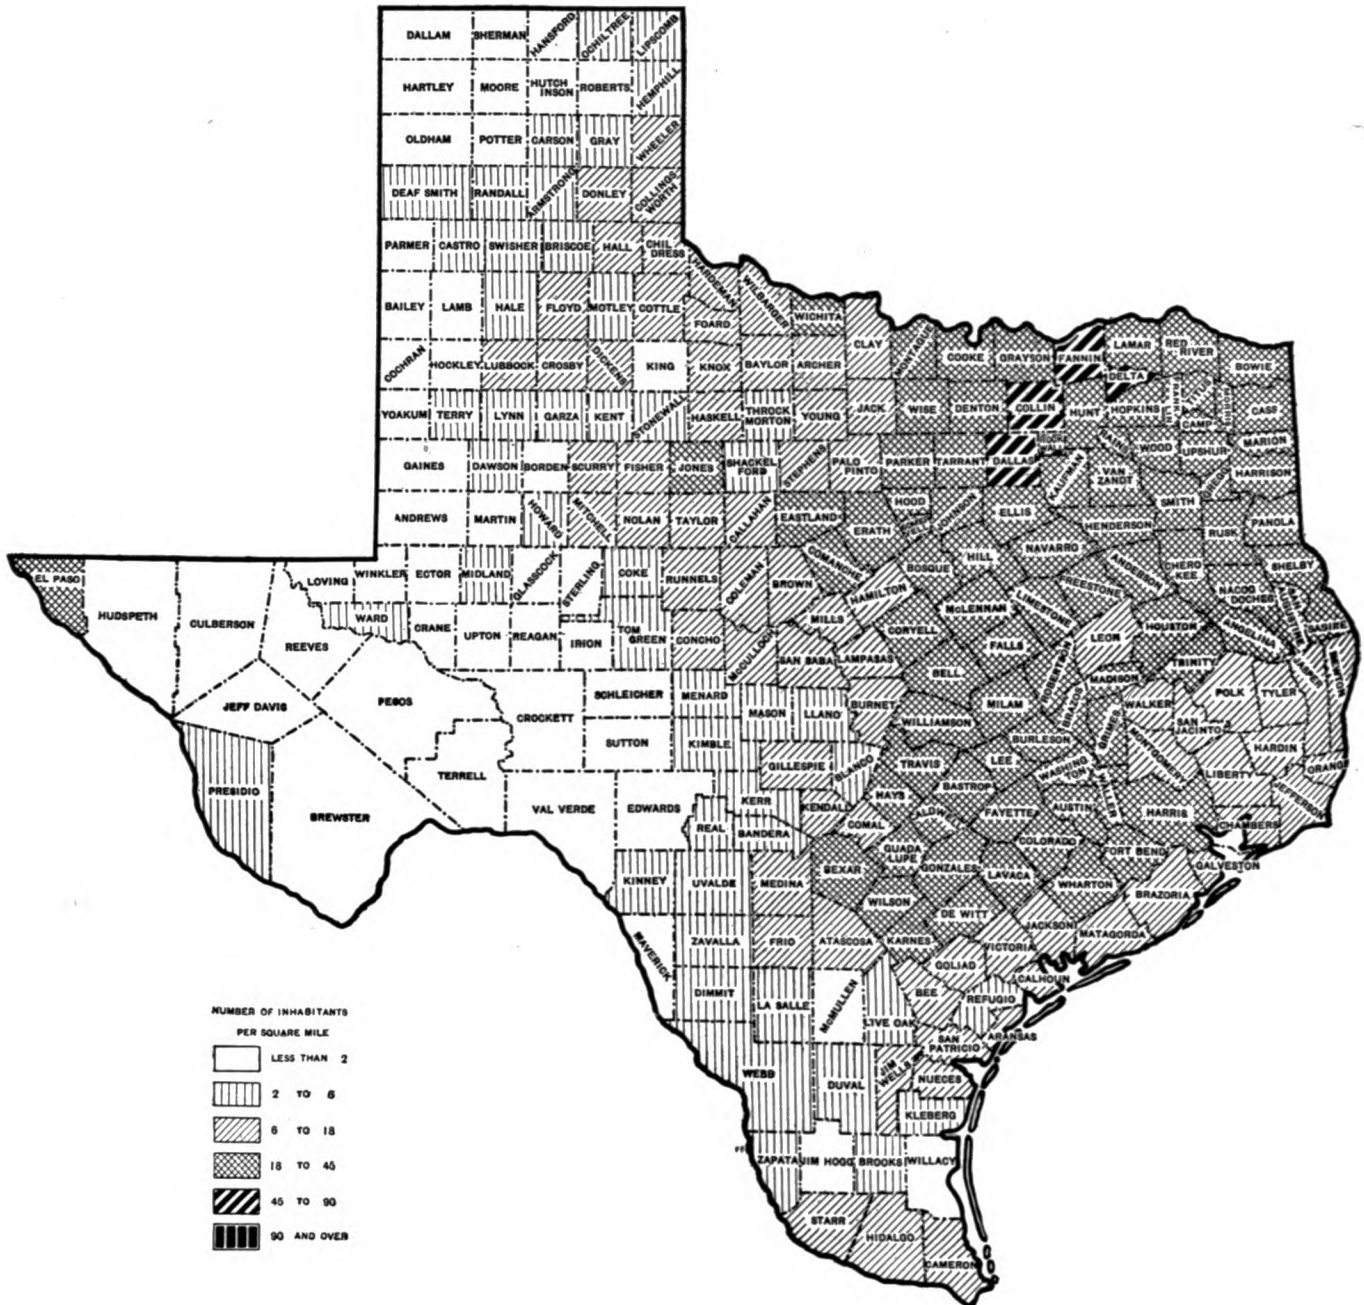 DALLAM SHERMAN HANSFORD OCHILTREE LIPSCOMB
HARTLEY MOORE HUTCH INSON ROBERTS HEMPHILL
OLDHAM POTTER CARSON GRAY WHEELER
DEAF SMITH RANDALL ARMSTRONG DONLEY COLLINGS WORTH
PARMER CASTRO SWISHER BRISCOE HALL CHIL DRESS
HARDEMAN
BAILEY LAMB HALE FLOYD MOTLEY COTTLE FOARD WILBARGER WICHITA
CLAY MONTAGUE COOKE GRAYSON FANNIN LAMAR RED RIVER BOWIE
COCHRAN HOCKLEY LUBBOCK CROSBY DICKENS KING KNOX BAYLOR ARCHER
DELTA
YOAKUM TERRY LYNN GARZA KENT STONEWALL HASKELL THROCK MORTON YOUNG JACK WISE DENTON COLLIN HUNT HOPKINS FRANK LIN TITUS CAMP CASS
GAINES DAWSON BORDEN SCURRY FISHER JONES SHACKEL FORD STEPHENS PALO PINTO PARKER TARRANT DALLAS ROCK WALL KAUFMAN VAN ZANDT WOOD UPSHUR MARION HARRISON
ANDREWS MARTIN HOWARD MITCHELL NOLAN TAYLOR CALLAHAN EASTLAND ERATH HOOD JOHNSON ELLIS HENDERSON SMITH RUSK PANOLA
EL PASO HUDSPETH CULBERSON REEVES LOVING WINKLER ECTOR MIDLAND GLASSCOCK STERLING COKE RUNNELS COLEMAN BROWN COMANCHE HAMILTON BOSQUE HILL NAVARRO FREESTONE ANDERSON CHERO KEE NACOG DOCHES SHELBY
WARD CRANE UPTON REAGAN IRION TOM GREEN CONCHO McCULLOCH SAN SABA MILLS LAMPASAS CORYELL McLENNAN FALLS LIMESTONE LEON HOUSTON ANGELINA SAN AUGUSTINE SABINE
JEFF DAVIS PECOS CROCKETT SCHLEICHER MENARD MASON LLANO BURNET BELL MILAM ROBERTSON BRAZOS MADISON TRINITY POLK TYLER JASPER NEWTON
SUTTON KIMBLE GILLESPIE BLANCO WILLIAMSON BURLESON GRIMES WALKER SAN JACINTO HARDIN
PRESIDIO BREWSTER TERRELL VAL VERDE EDWARDS KERR KENDALL TRAVIS LEE WASHING TON MONTGOMERY LIBERTY ORANGE
REAL BANDERA HAYS COMAL BASTROP CALDWELL FAYETTE AUSTIN WALLER HARRIS CHAMBERS JEFFERSON
KINNEY UVALDE MEDINA BEXAR GUADA LUPE GONZALES LAVACA COLORADO FORT BEND GALVESTON
WILSON DE WITT WHARTON BRAZORIA
MAVERICK ZAVALLA FRIO ATASCOSA KARNES GOLIAD VICTORIA JACKSON MATAGORDA
DIMMIT LA SALLE McMULLEN LIVE OAK BEE REFUGIO CALHOUN
WEBB DUVAL JIM WELLS SAN PATRICIO ARANSAS
NUECES
KLEBERG
ZAPATA JIM HOGG BROOKS WILLACY
STARR HIDALGO CAMERON
NUMBER OF INHABITANTS
PER SQUARE MILE
LESS THAN 2
2 TO 6
6 TO 18
18 TO 45
45 TO 90
90 AND OVER